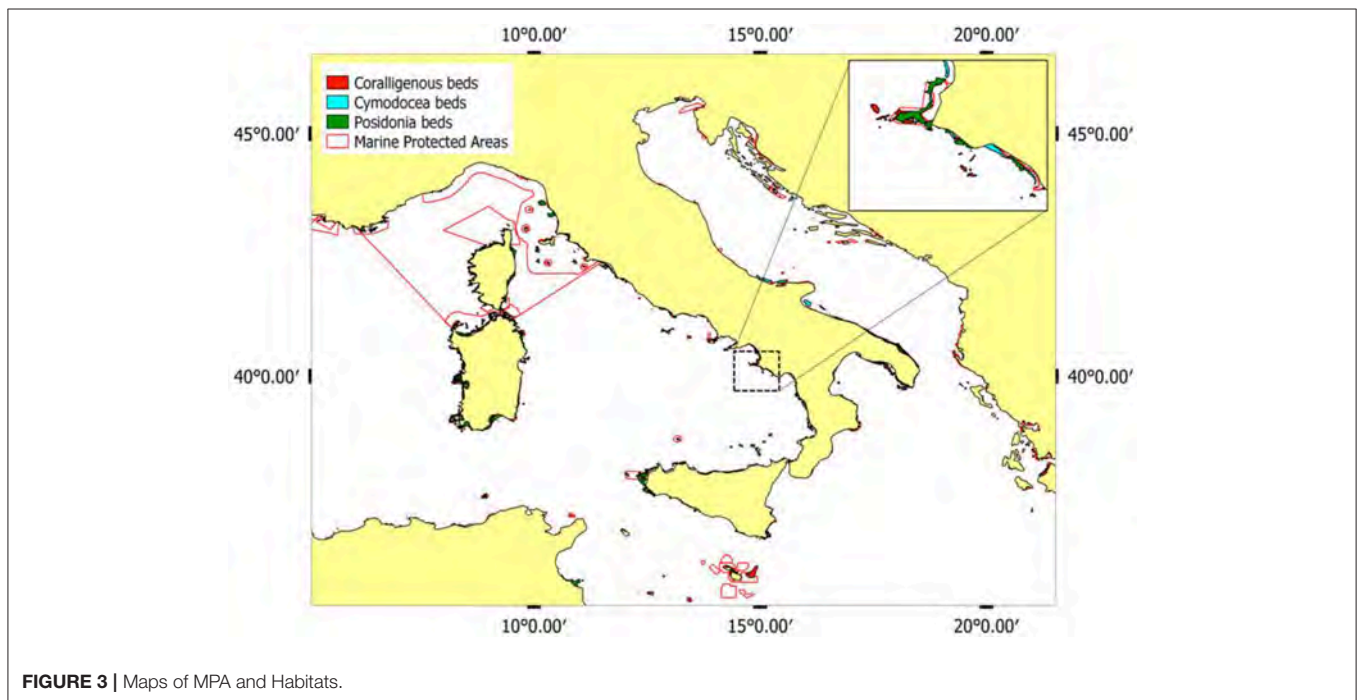 10°0.00′ 15°0.00′ 20°0.00′
Coralligenous beds
Cymodocea beds
Posidonia beds
Marine Protected Areas
45°0.00′ 45°0.00′
40°0.00′ 40°0.00′
10°0.00′ 15°0.00′ 20°0.00′
FIGURE 3 | Maps of MPA and Habitats.